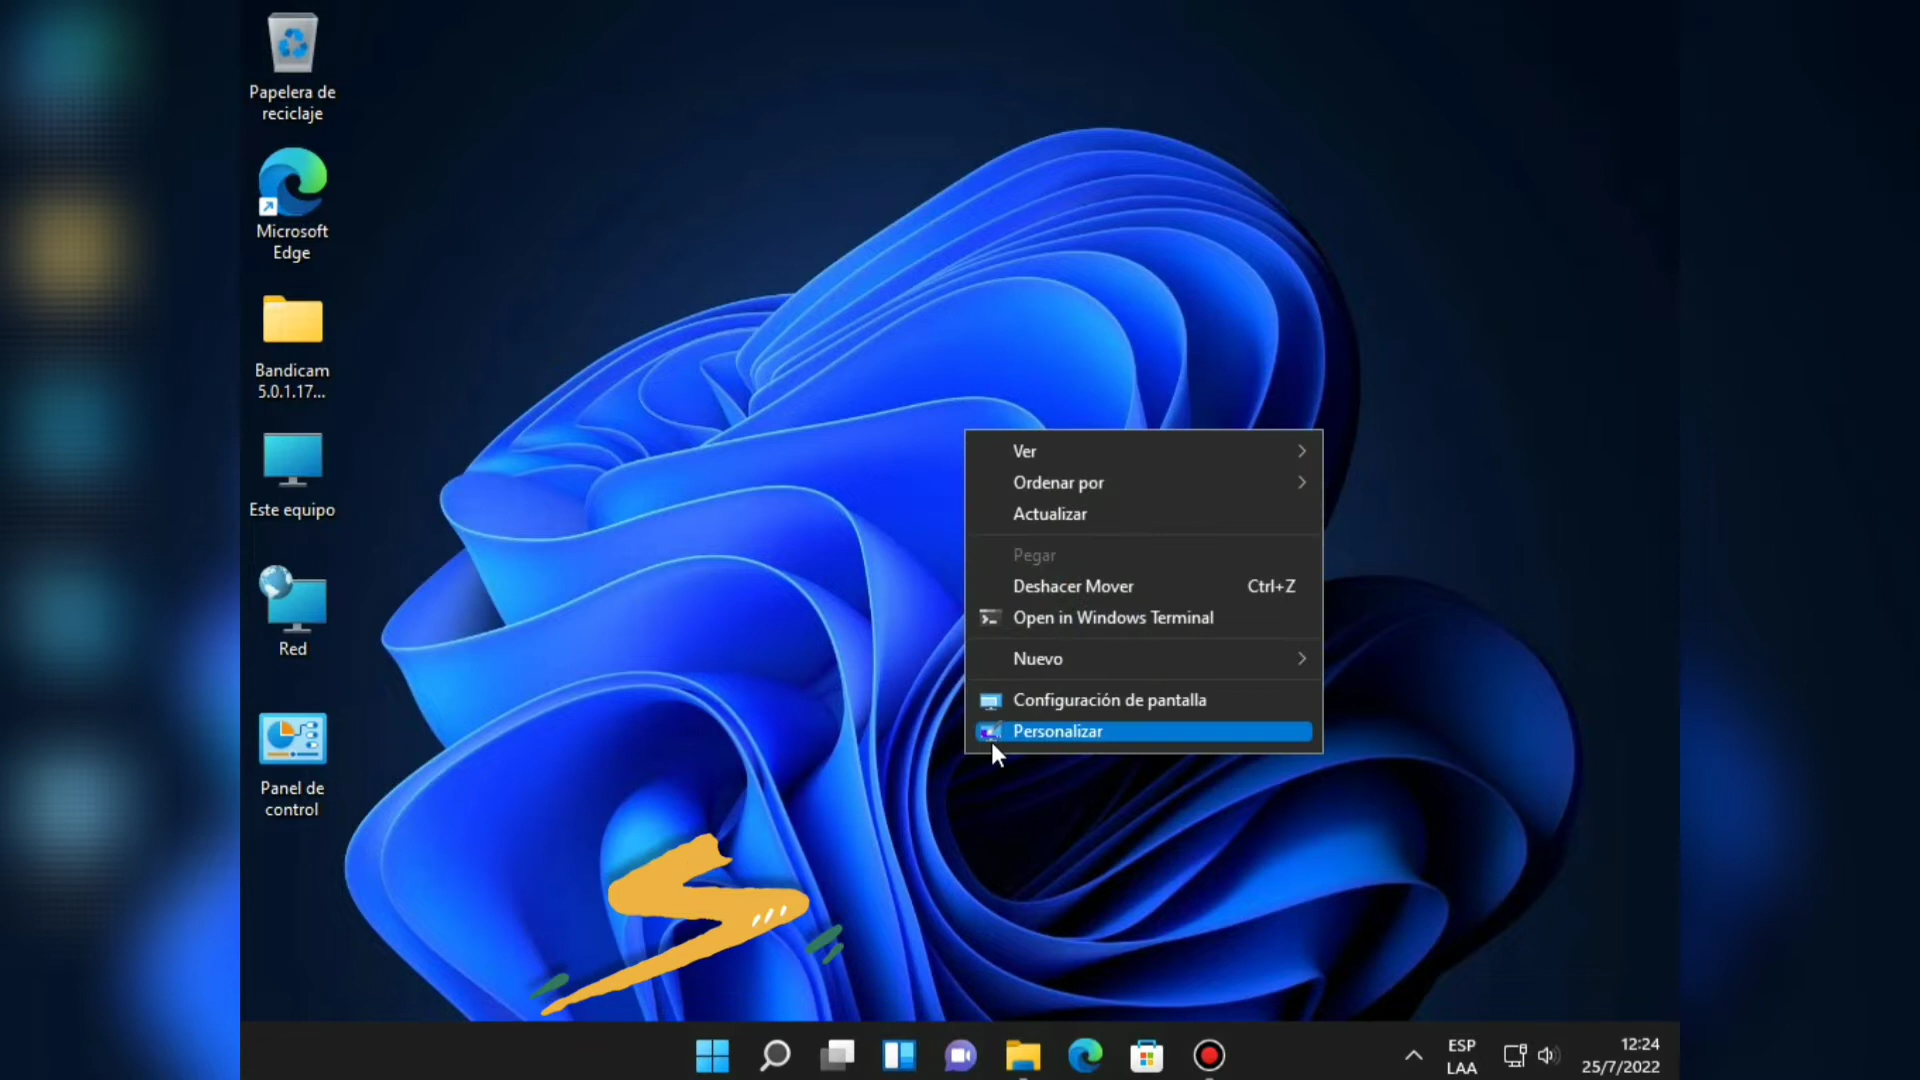 Papelera de
reciclaje
Microsoft
Edge
Bandicam
5.0.1.17...
Este equipo
Red
Panel de
control
Ver
Ordenar por
Actualizar
Pegar
Deshacer Mover Ctrl+Z
Open in Windows Terminal
Nuevo
Configuración de pantalla
Personalizar
ESP
LAA
12:24
25/7/2022